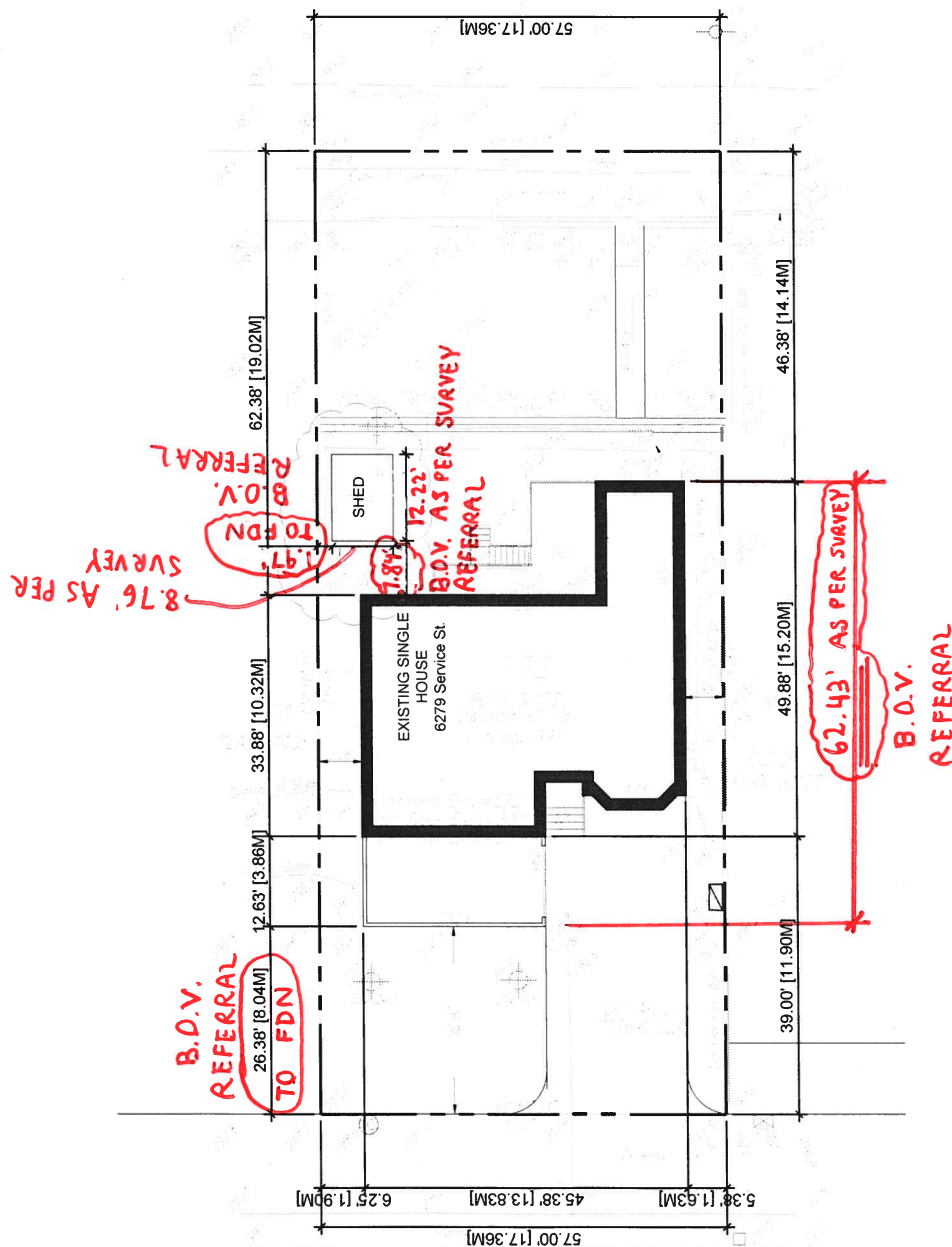 57.00' [17.36M]
62.38' [19.02M]
B.O.V.
REFERRAL
1.97'
TO FDN
8.76' AS PER
SURVEY
SHED
12.22'
7.84'
B.O.V. AS PER SURVEY
REFERRAL
46.38' [14.14M]
33.88' [10.32M]
EXISTING SINGLE
HOUSE
6279 Service St.
49.88' [15.20M]
62.43' AS PER SURVEY
B.O.V.
REFERRAL
12.63' [3.86M]
B.O.V.
REFERRAL
26.38' [8.04M]
TO FDN
39.00' [11.90M]
6.25' [1.90M]
45.38' [13.83M]
5.38' [1.63M]
57.00' [17.36M]